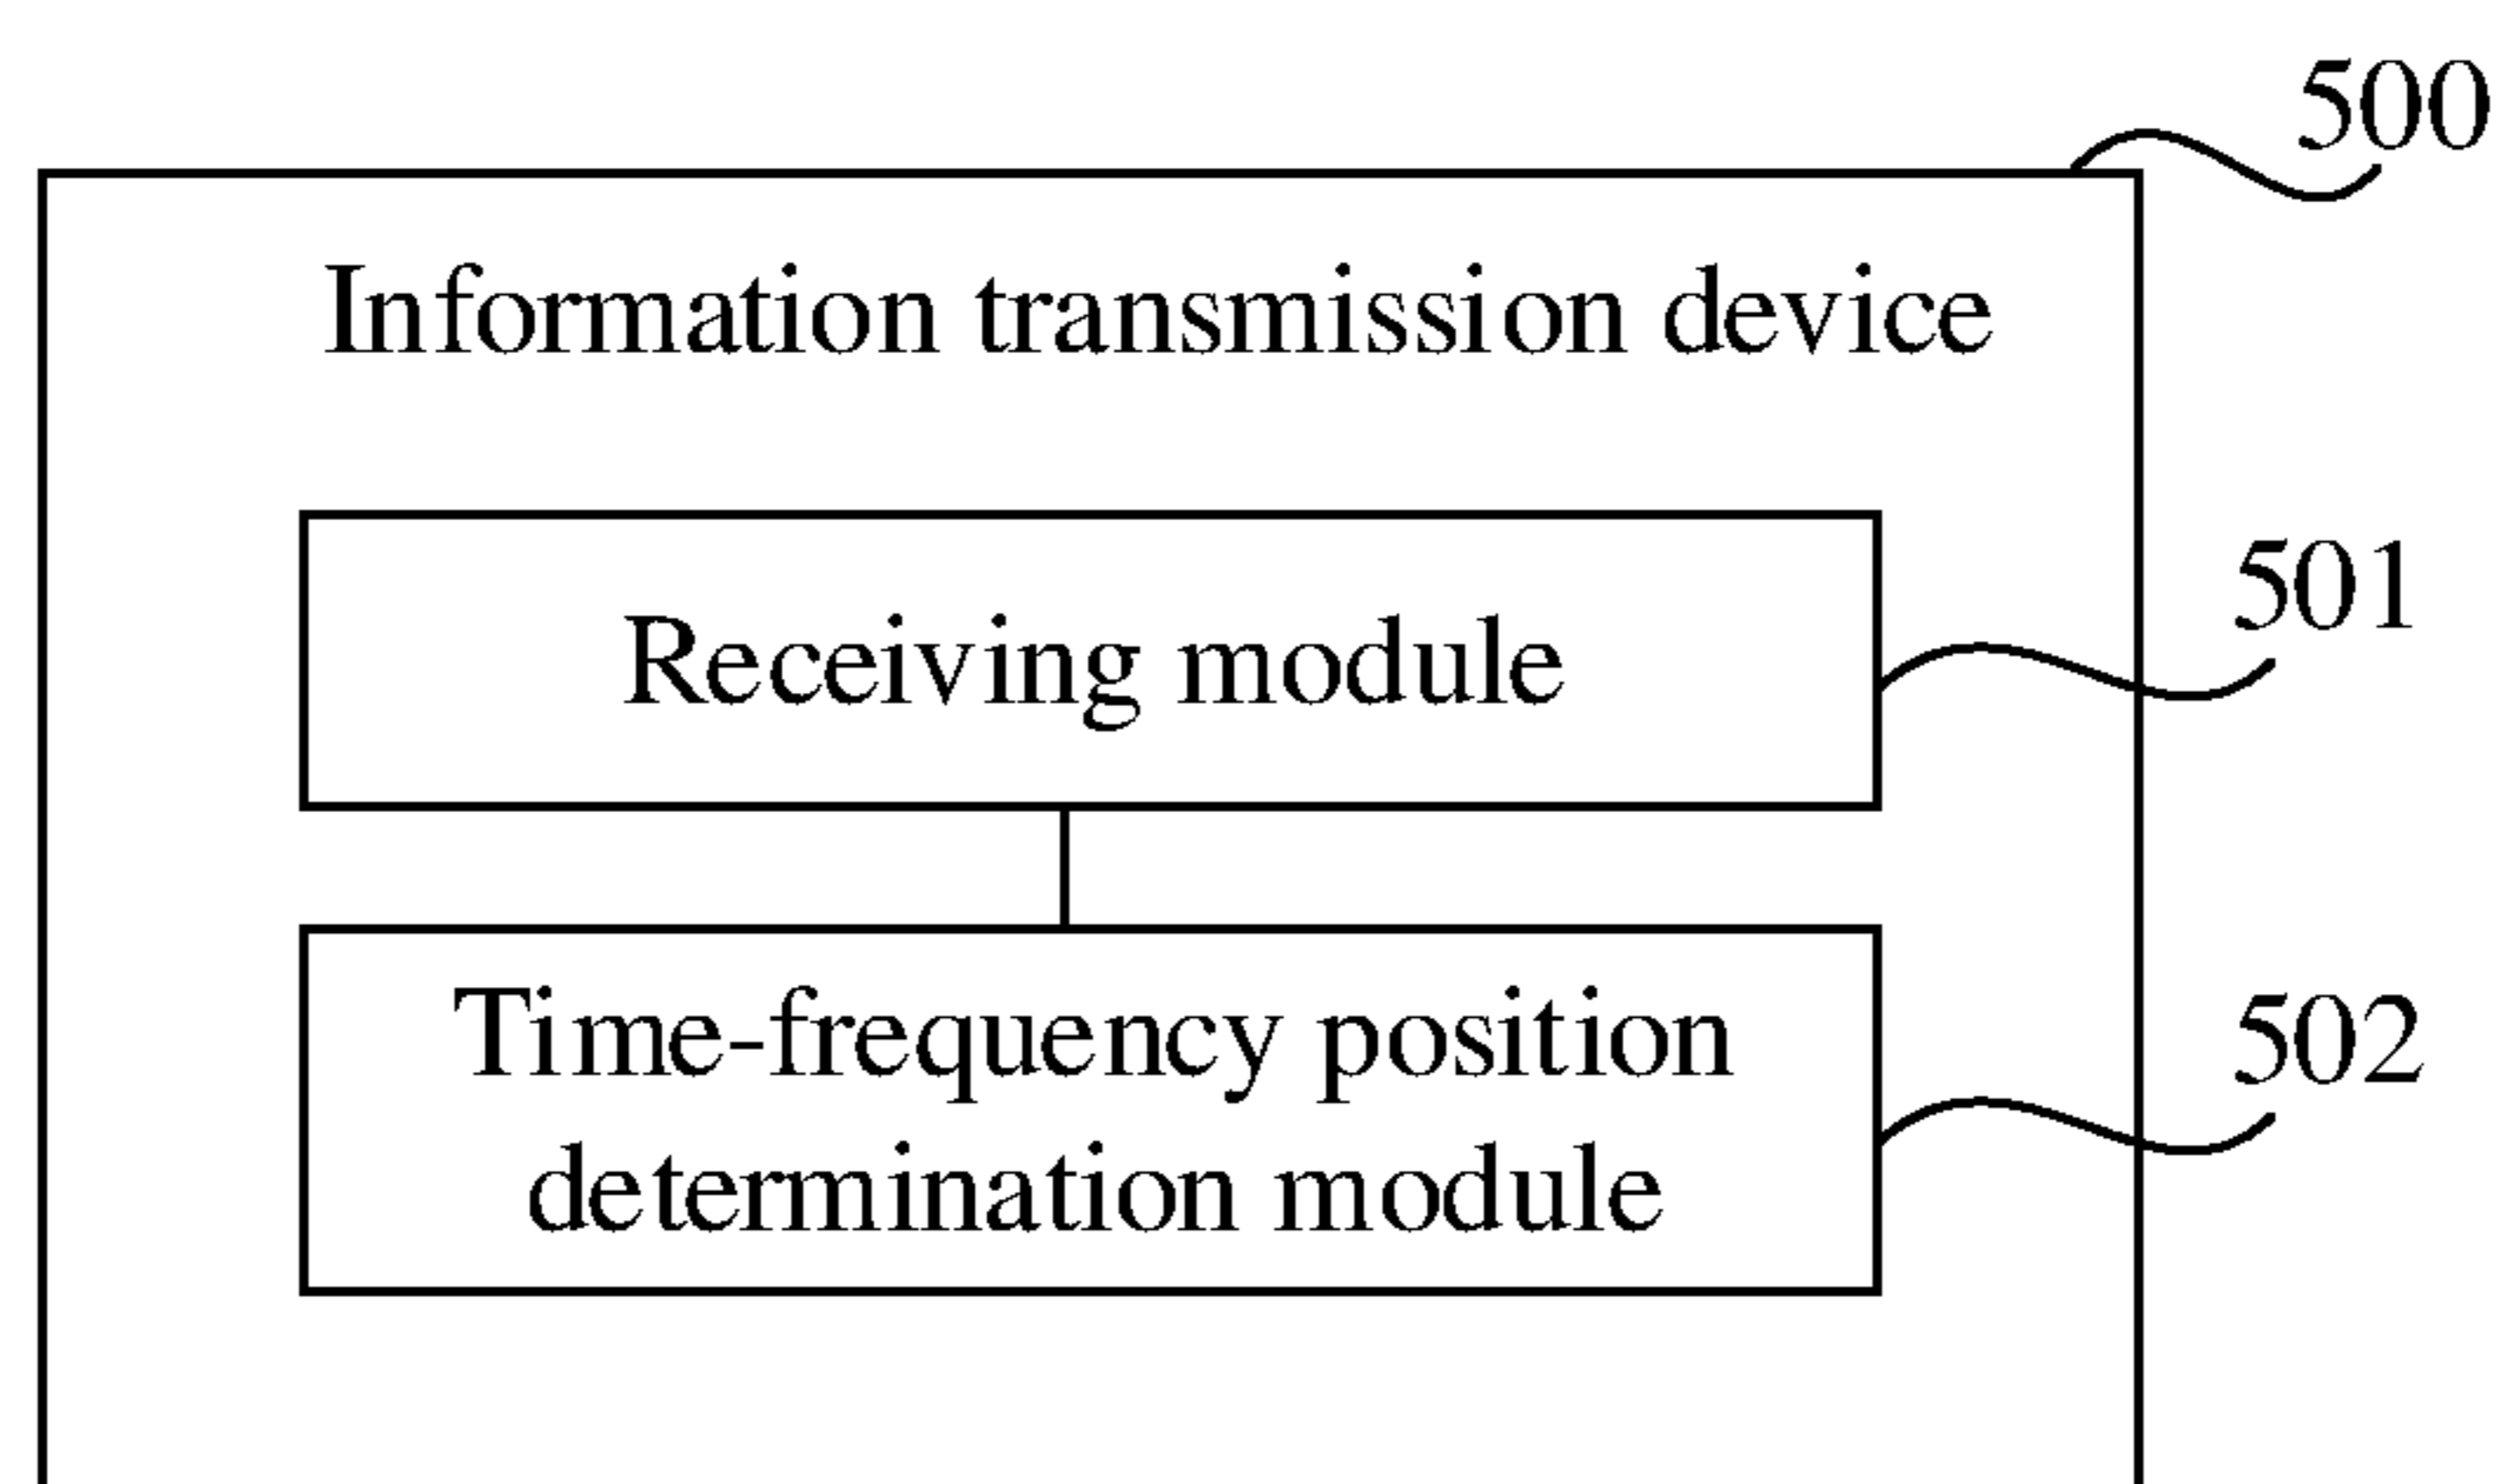 500
Information transmission device
501
Receiving module
502
Time-frequency position
determination module